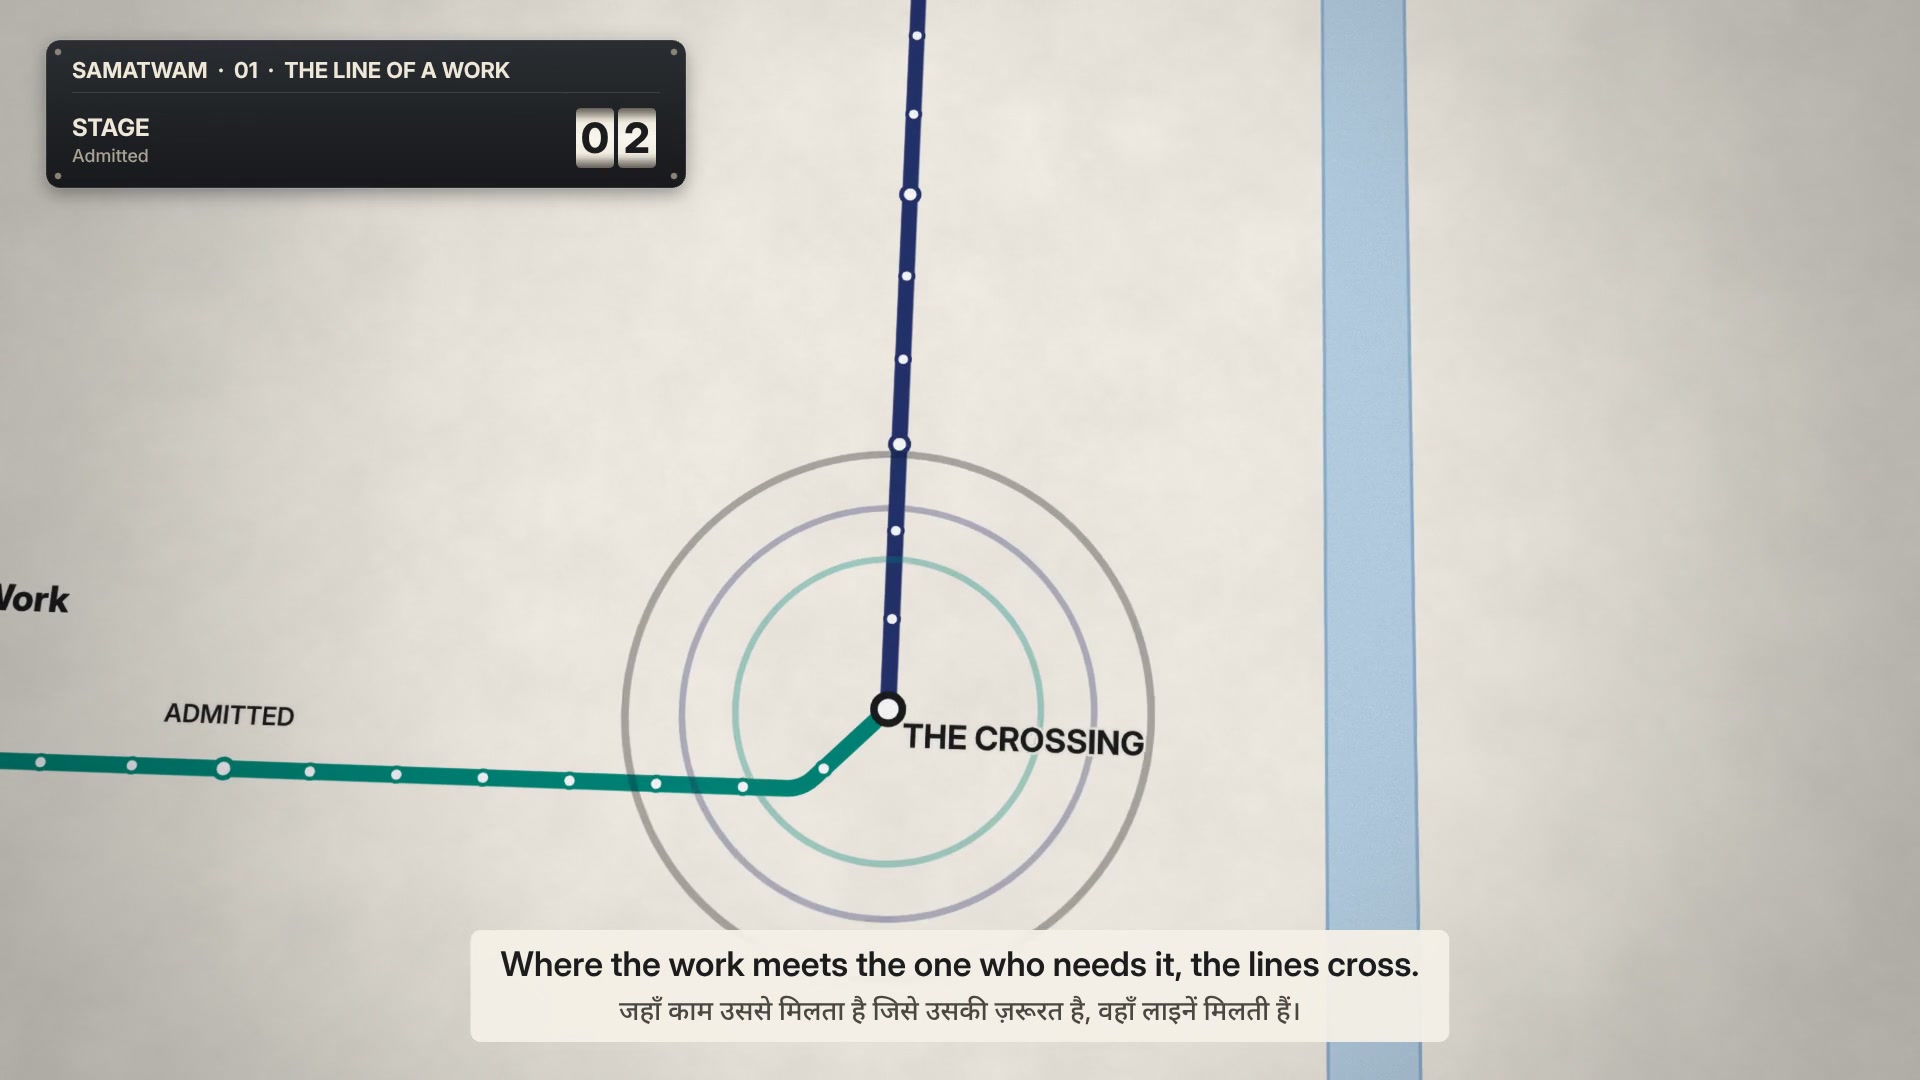 SAMATWAM · 01 · THE LINE OF A WORK
STAGE
Admitted
02
Work
ADMITTED
THE CROSSING
Where the work meets the one who needs it, the lines cross.
जहाँ काम उससे मिलता है जिसे उसकी ज़रूरत है, वहाँ लाइनें मिलती हैं।